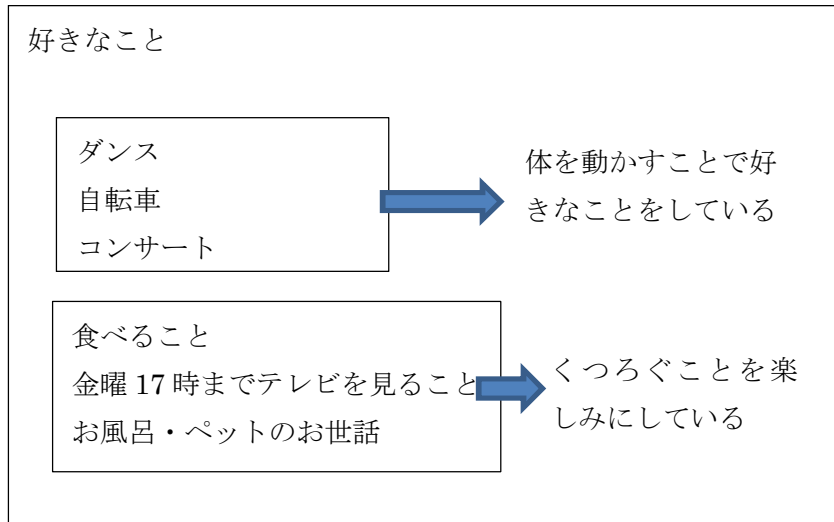 好きなこと
ダンス
自転車
コンサート
体を動かすことで好
きなことをしている
食べること
金曜 17 時までテレビを見ること
お風呂・ペットのお世話
くつろぐことを楽
しみにしている